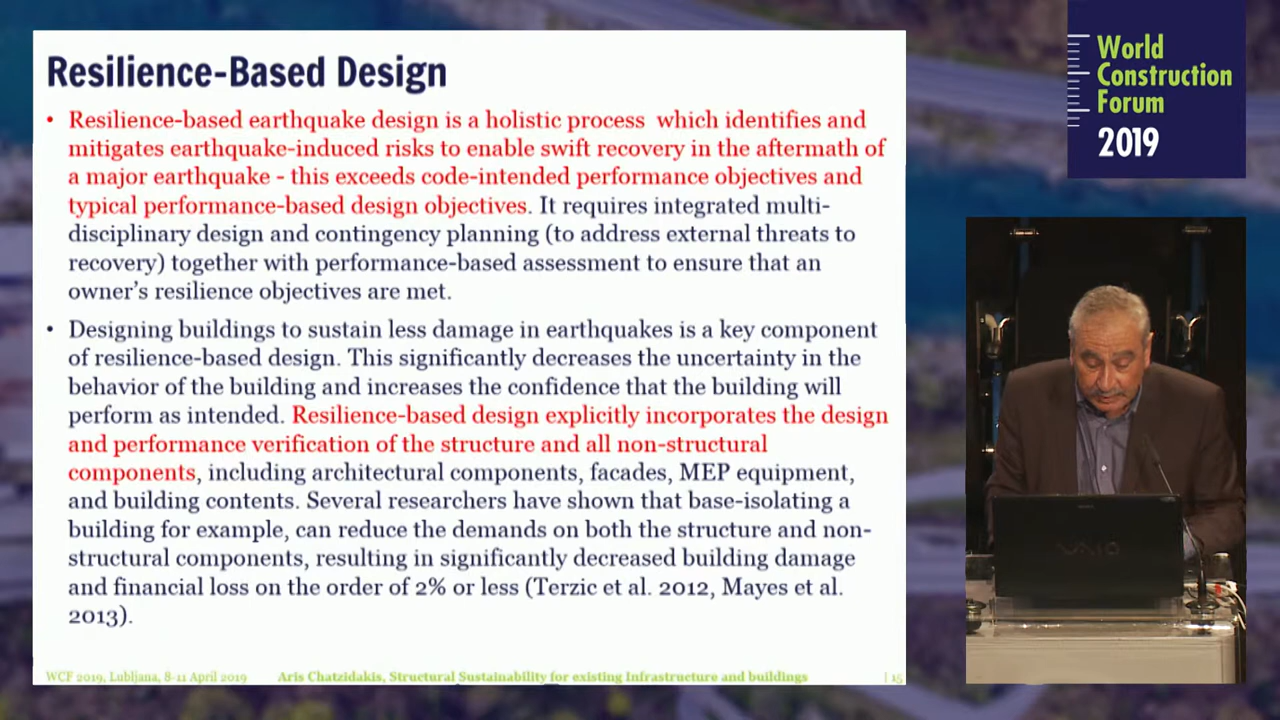 Resilience-Based Design
• Resilience-based earthquake design is a holistic process which identifies and
mitigates earthquake-induced risks to enable swift recovery in the aftermath of
a major earthquake - this exceeds code-intended performance objectives and
typical performance-based design objectives. It requires integrated multi-
disciplinary design and contingency planning (to address external threats to
recovery) together with performance-based assessment to ensure that an
owner's resilience objectives are met.
• Designing buildings to sustain less damage in earthquakes is a key component
of resilience-based design. This significantly decreases the uncertainty in the
behavior of the building and increases the confidence that the building will
perform as intended. Resilience-based design explicitly incorporates the design
and performance verification of the structure and all non-structural
components, including architectural components, facades, MEP equipment,
and building contents. Several researchers have shown that base-isolating a
building for example, can reduce the demands on both the structure and non-
structural components, resulting in significantly decreased building damage
and financial loss on the order of 2% or less (Terzic et al. 2012, Mayes et al.
2013).
WCF 2019, Lubljana, 8-11 April 2019 Aris Chatzidakis, Structural Sustainability for existing Infrastructure and buildings | 15
World
Construction
Forum
2019
VAIO